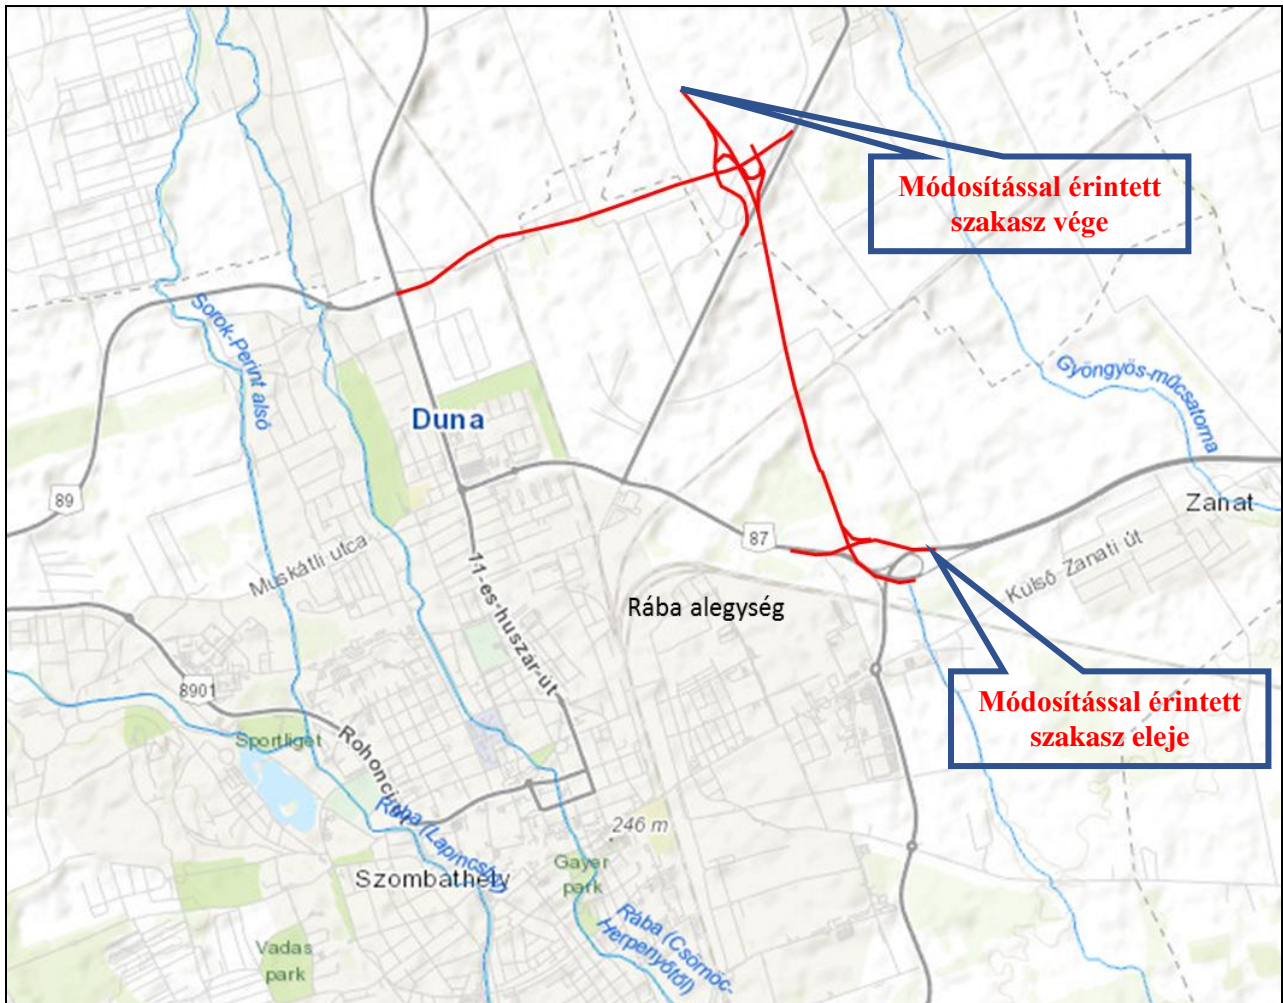 Módosítással érintett
szakasz vége
Sorok-Perint alsó
Gyöngyös-műcsatorna
Duna
89
Zanat
87
Muskátli utca
11-es-huszár-út
Külső Zanati út
Rába alegység
8901
Módosítással érintett
szakasz eleje
Sportliget
Rohonci út
Rába (Lapincsból)
246 m
Gayer
park
Szombathely
Rába (Csörnöc-
Herpenyőtől)
Vadas
park